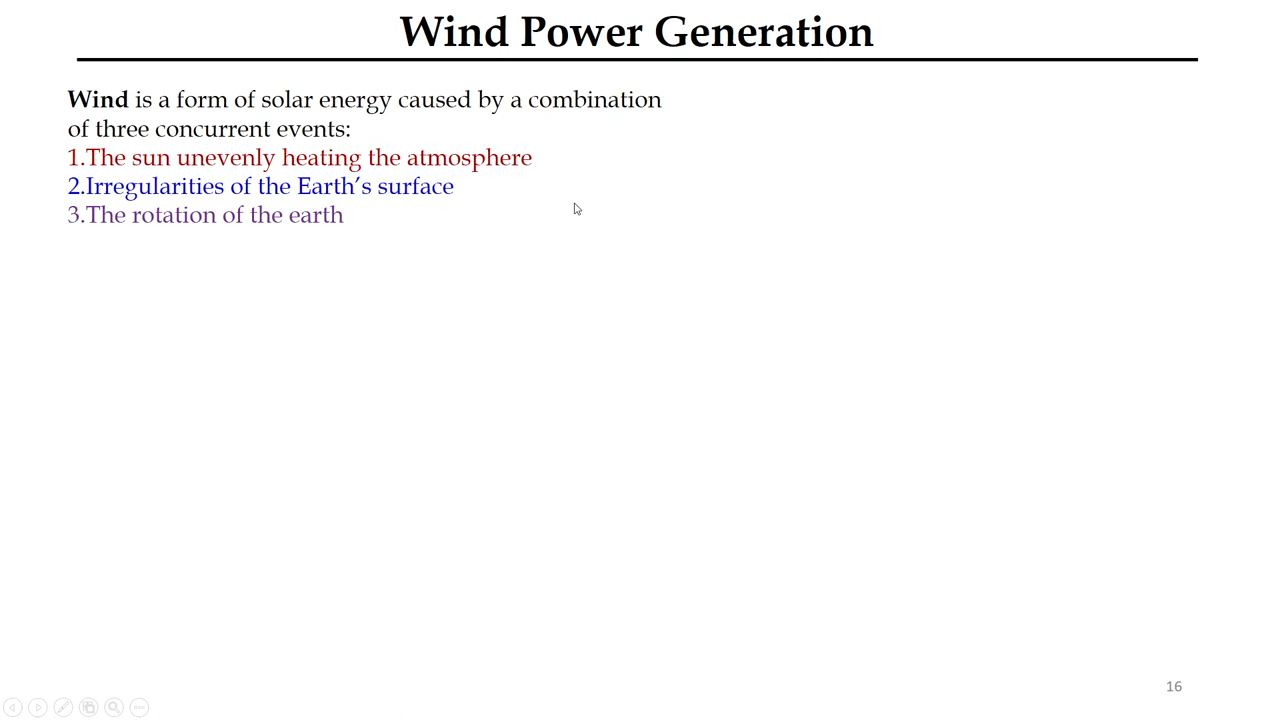 Wind Power Generation
Wind is a form of solar energy caused by a combination
of three concurrent events:
1.The sun unevenly heating the atmosphere
2.Irregularities of the Earth’s surface
3.The rotation of the earth
16